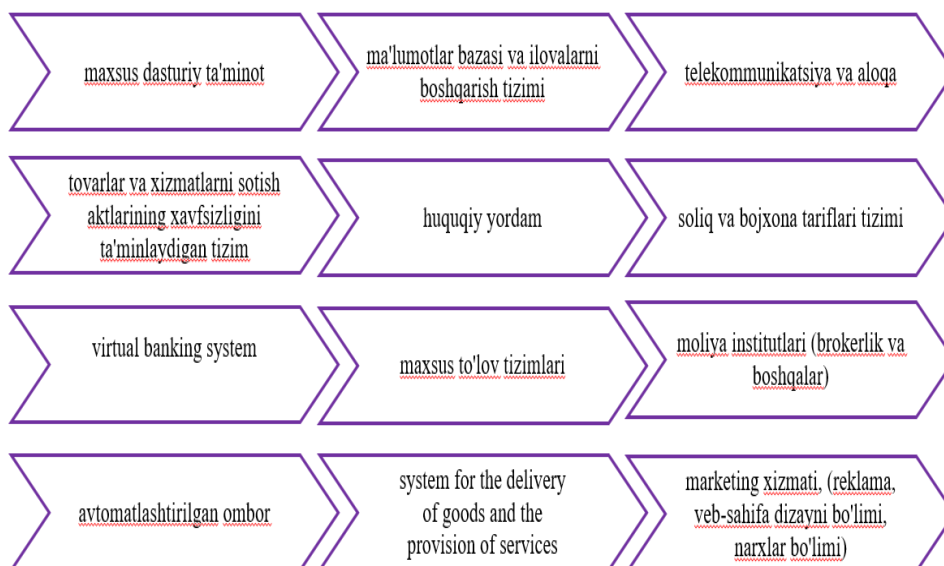 maxsus dasturiy ta'minot
ma'lumotlar bazasi va ilovalarni
boshqarish tizimi
telekommunikatsiya va aloqa
tovarlar va xizmatlarni sotish
aktlarining xavfsizligini
ta'minlaydigan tizim
huquqiy yordam
soliq va bojxona tariflari tizimi
virtual banking system
maxsus to'lov tizimlari
moliya institutlari (brokerlik va
boshqalar)
avtomatlashtirilgan ombor
system for the delivery
of goods and the
provision of services
marketing xizmati, (reklama,
veb-sahifa dizayni bo'limi,
narxlar bo'limi)